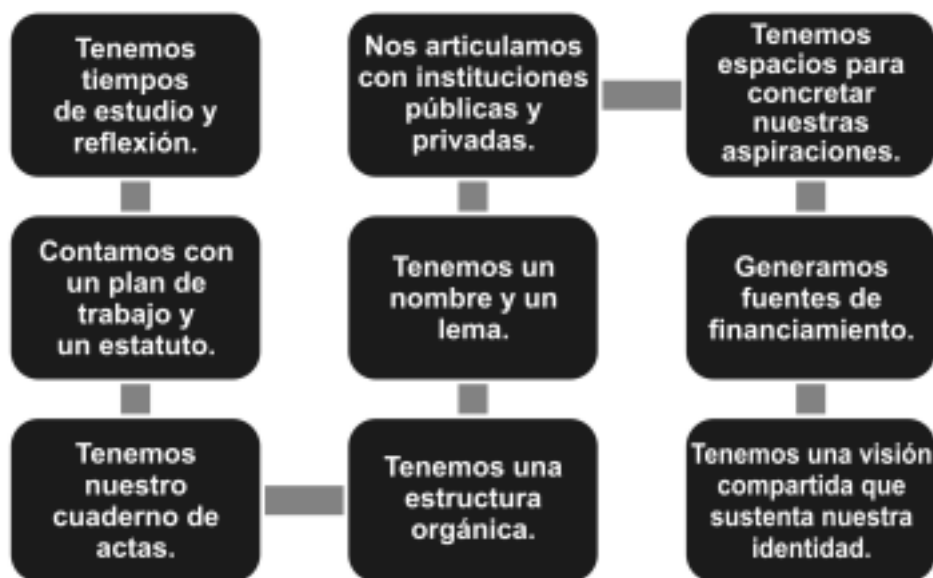 Tenemos
tiempos
de estudio y
reflexión.
Contamos con
un plan de
trabajo y
un estatuto.
Tenemos
nuestro
cuaderno de
actas.
Tenemos una
estructura
orgánica.
Tenemos un
nombre y un
lema.
Nos articulamos
con instituciones
públicas y
privadas.
Tenemos
espacios para
concretar
nuestras
aspiraciones.
Generamos
fuentes de
financiamiento.
Tenemos una visión
compartida que
sustenta nuestra
identidad.